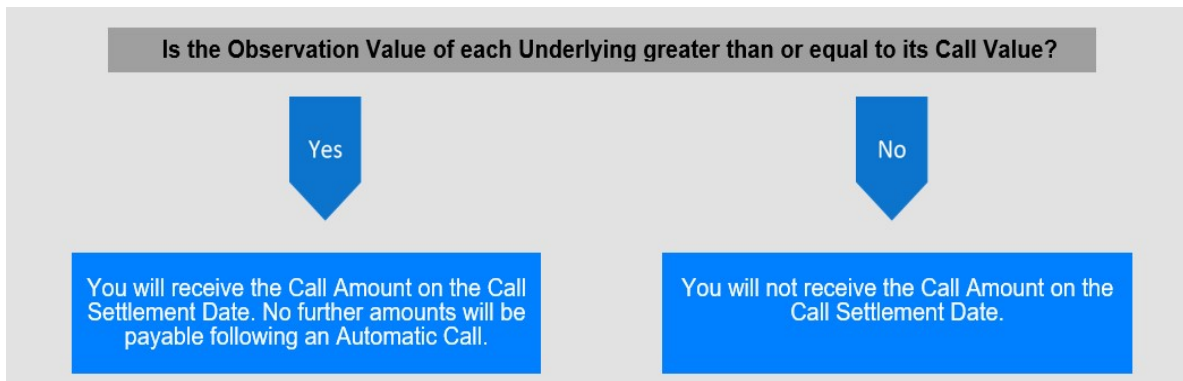 Is the Observation Value of each Underlying greater than or equal to its Call Value?
Yes
No
You will receive the Call Amount on the Call
Settlement Date. No further amounts will be
payable following an Automatic Call.
You will not receive the Call Amount on the
Call Settlement Date.